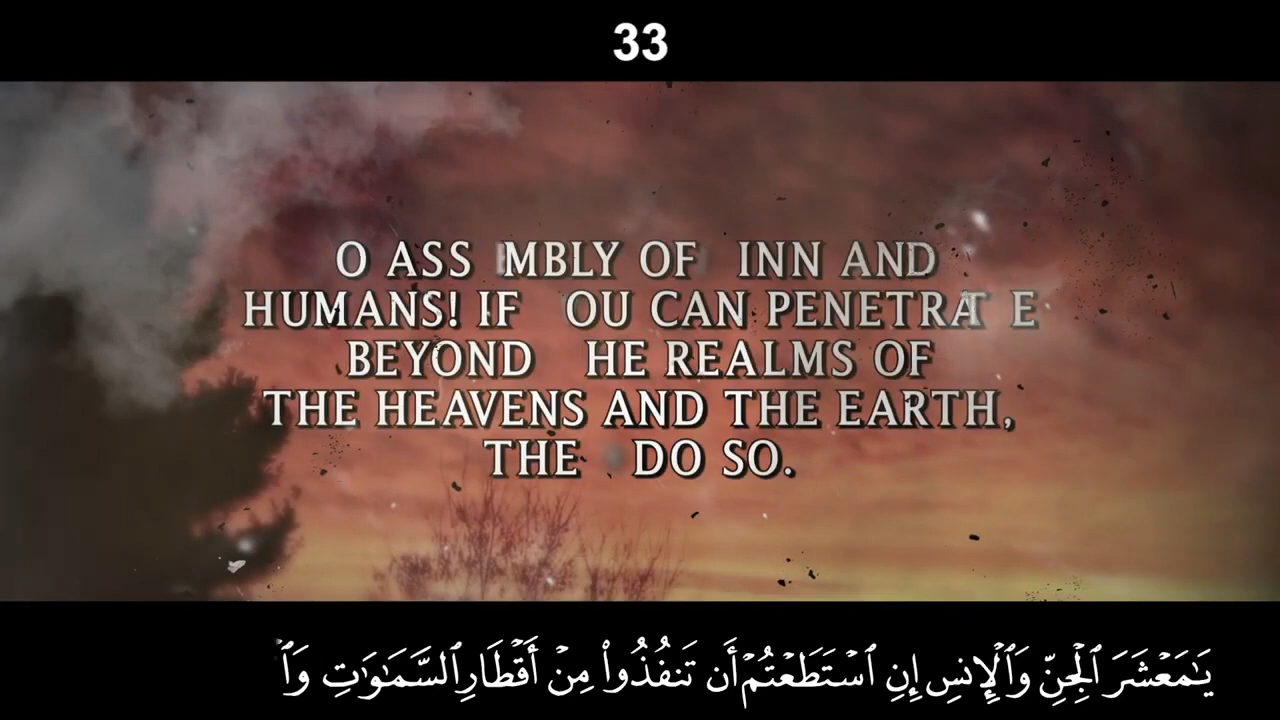 33
O ASS MBLY OF INN AND
HUMANS! IF OU CAN PENETRAT E
BEYOND HE REALMS OF
THE HEAVENS AND THE EARTH,
THE DO SO.
يَـٰمَعْشَرَ ٱلْجِنِّ وَٱلْإِنسِ إِنِ ٱسْتَطَعْتُمْ أَن تَنفُذُوا۟ مِنْ أَقْطَارِ ٱلسَّمَـٰوَٰتِ وَٱ